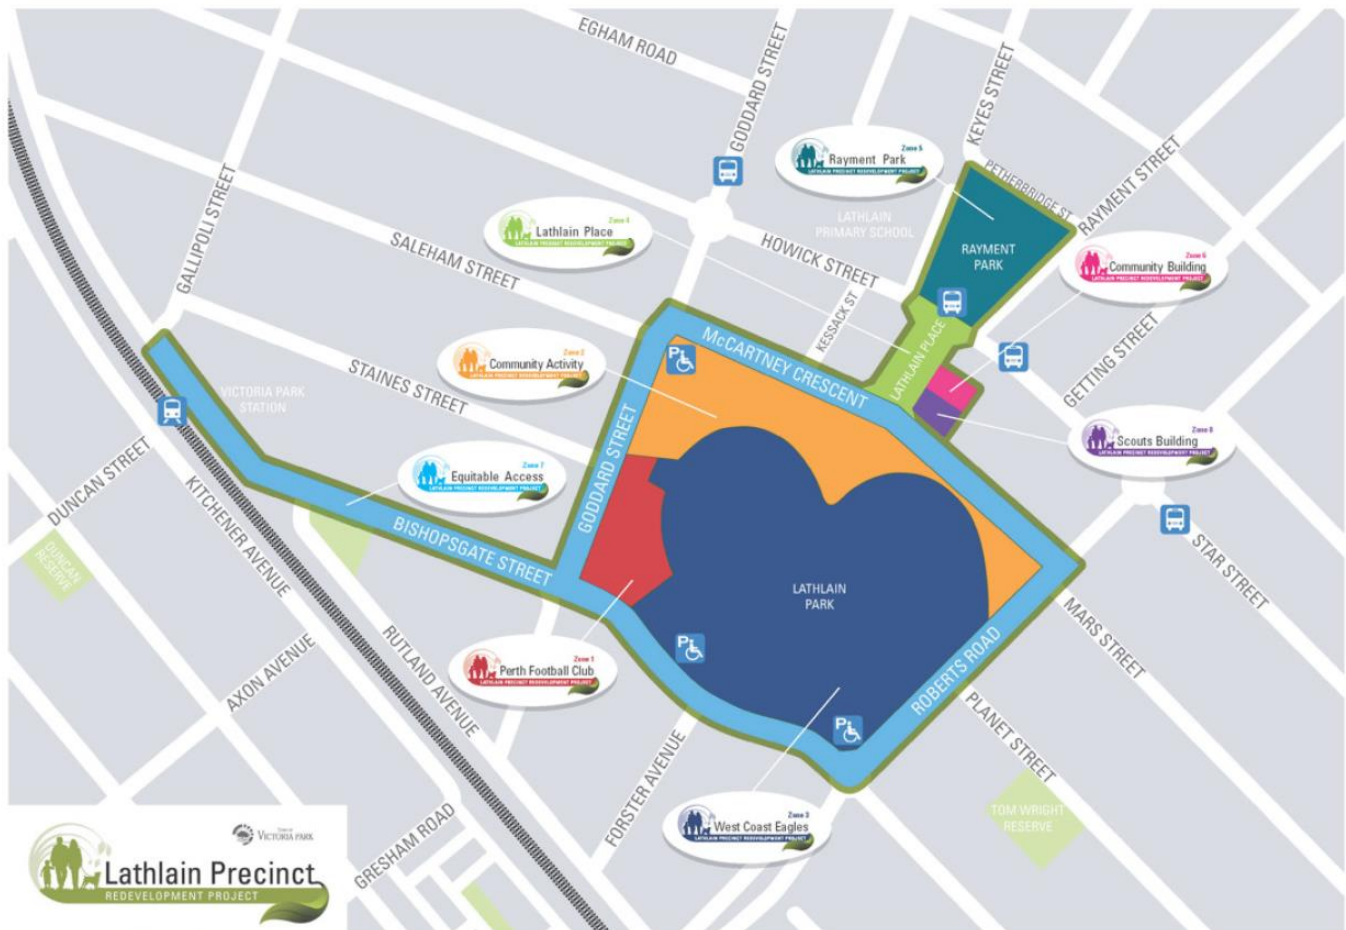 EGHAM ROAD
GODDARD STREET
KEYES STREET
Zone 5
Rayment Park
LATHLAIN PRECINCT REDEVELOPMENT PROJECT
PETHERBRIDGE ST
RAYMENT STREET
GALLIPOLI STREET
Zone 4
Lathlain Place
LATHLAIN PRECINCT REDEVELOPMENT PROJECT
LATHLAIN
PRIMARY SCHOOL
SALEHAM STREET
HOWICK STREET
RAYMENT
PARK
Zone 6
Community Building
LATHLAIN PRECINCT REDEVELOPMENT PROJECT
KESSACK ST
LATHLAIN PLACE
McCARTNEY CRESCENT
GETTING STREET
Zone 2
Community Activity
LATHLAIN PRECINCT REDEVELOPMENT PROJECT
P
STAINES STREET
VICTORIA PARK
STATION
Zone 8
Scouts Building
LATHLAIN PRECINCT REDEVELOPMENT PROJECT
GODDARD STREET
Zone 7
Equitable Access
LATHLAIN PRECINCT REDEVELOPMENT PROJECT
DUNCAN STREET
KITCHENER AVENUE
BISHOPSGATE STREET
STAR STREET
DUNCAN
RESERVE
LATHLAIN
PARK
MARS STREET
P
Zone 1
Perth Football Club
LATHLAIN PRECINCT REDEVELOPMENT PROJECT
RUTLAND AVENUE
AXON AVENUE
ROBERTS ROAD
PLANET STREET
P
FORSTER AVENUE
Zone 3
West Coast Eagles
LATHLAIN PRECINCT REDEVELOPMENT PROJECT
TOM WRIGHT
RESERVE
GRESHAM ROAD
Town of
VICTORIA PARK
Lathlain Precinct
REDEVELOPMENT PROJECT